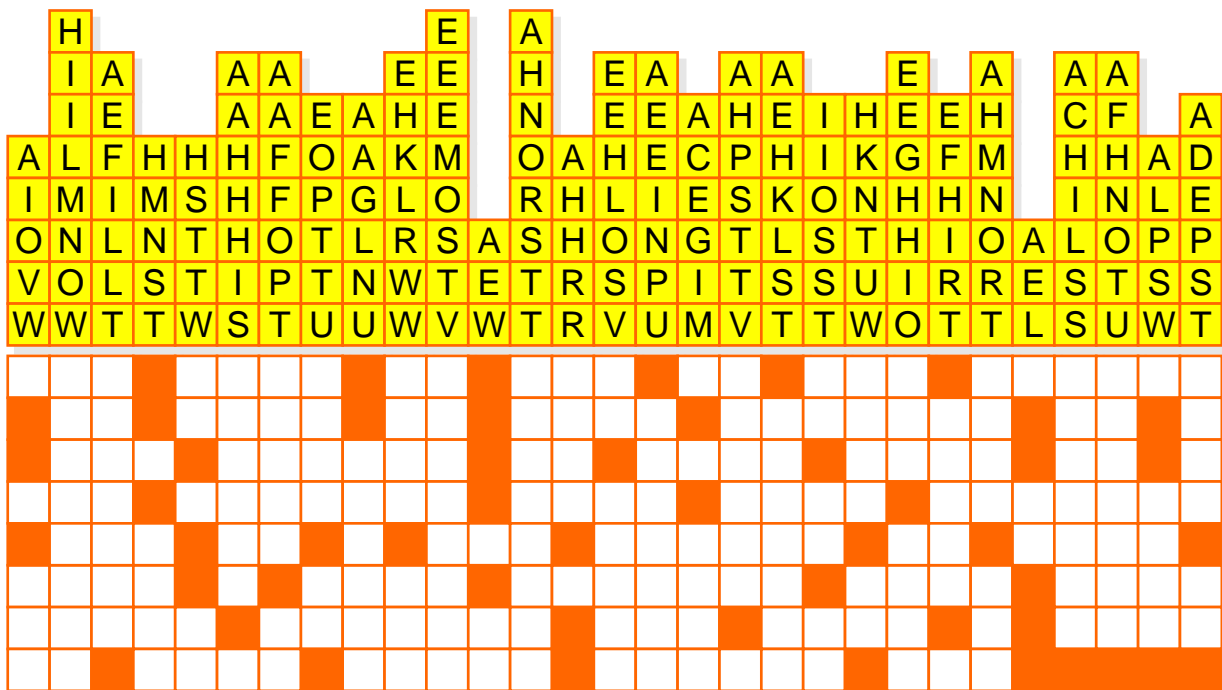 H E A
I A A A E E H E A A A E A A A
I E A A E A H E N E E A H E I H E E H C F A
A L F H H H F O A K M O A H E C P H I K G F M H H A D
I M I M S H F P G L O R H L I E S K O N H H N I N L E
O N L N T H O T L R S A S H O N G T L S T H I O A L O P P
V O L S T I P T N W T E T R S P I T S S U I R R E S T S S
W W T T W S T U U W V W T R V U M V T T W O T T L S U W T